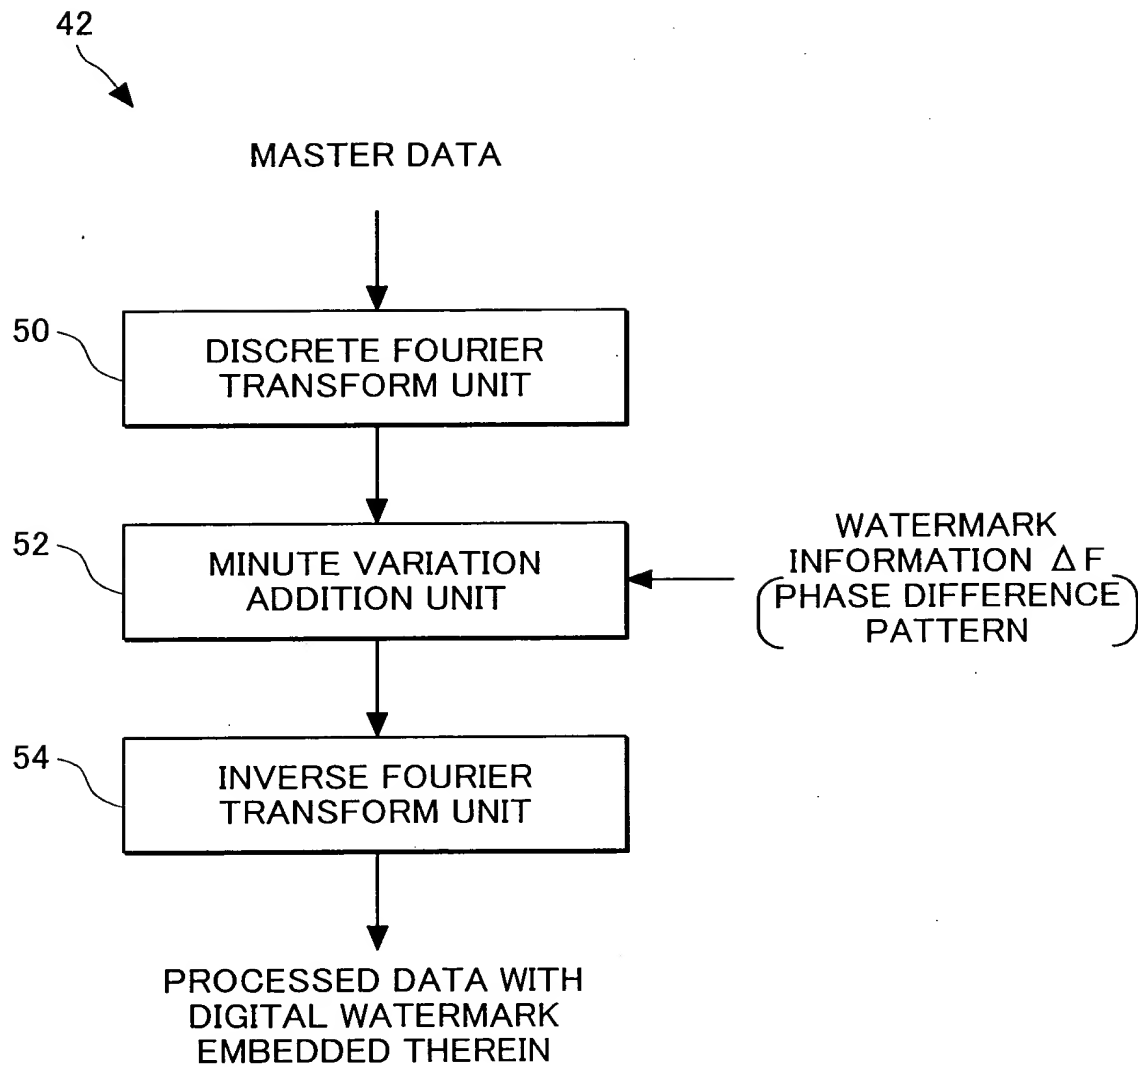 42
MASTER DATA
50
DISCRETE FOURIER
TRANSFORM UNIT
52
MINUTE VARIATION
ADDITION UNIT
WATERMARK
INFORMATION ΔF
(PHASE DIFFERENCE
PATTERN)
54
INVERSE FOURIER
TRANSFORM UNIT
PROCESSED DATA WITH
DIGITAL WATERMARK
EMBEDDED THEREIN